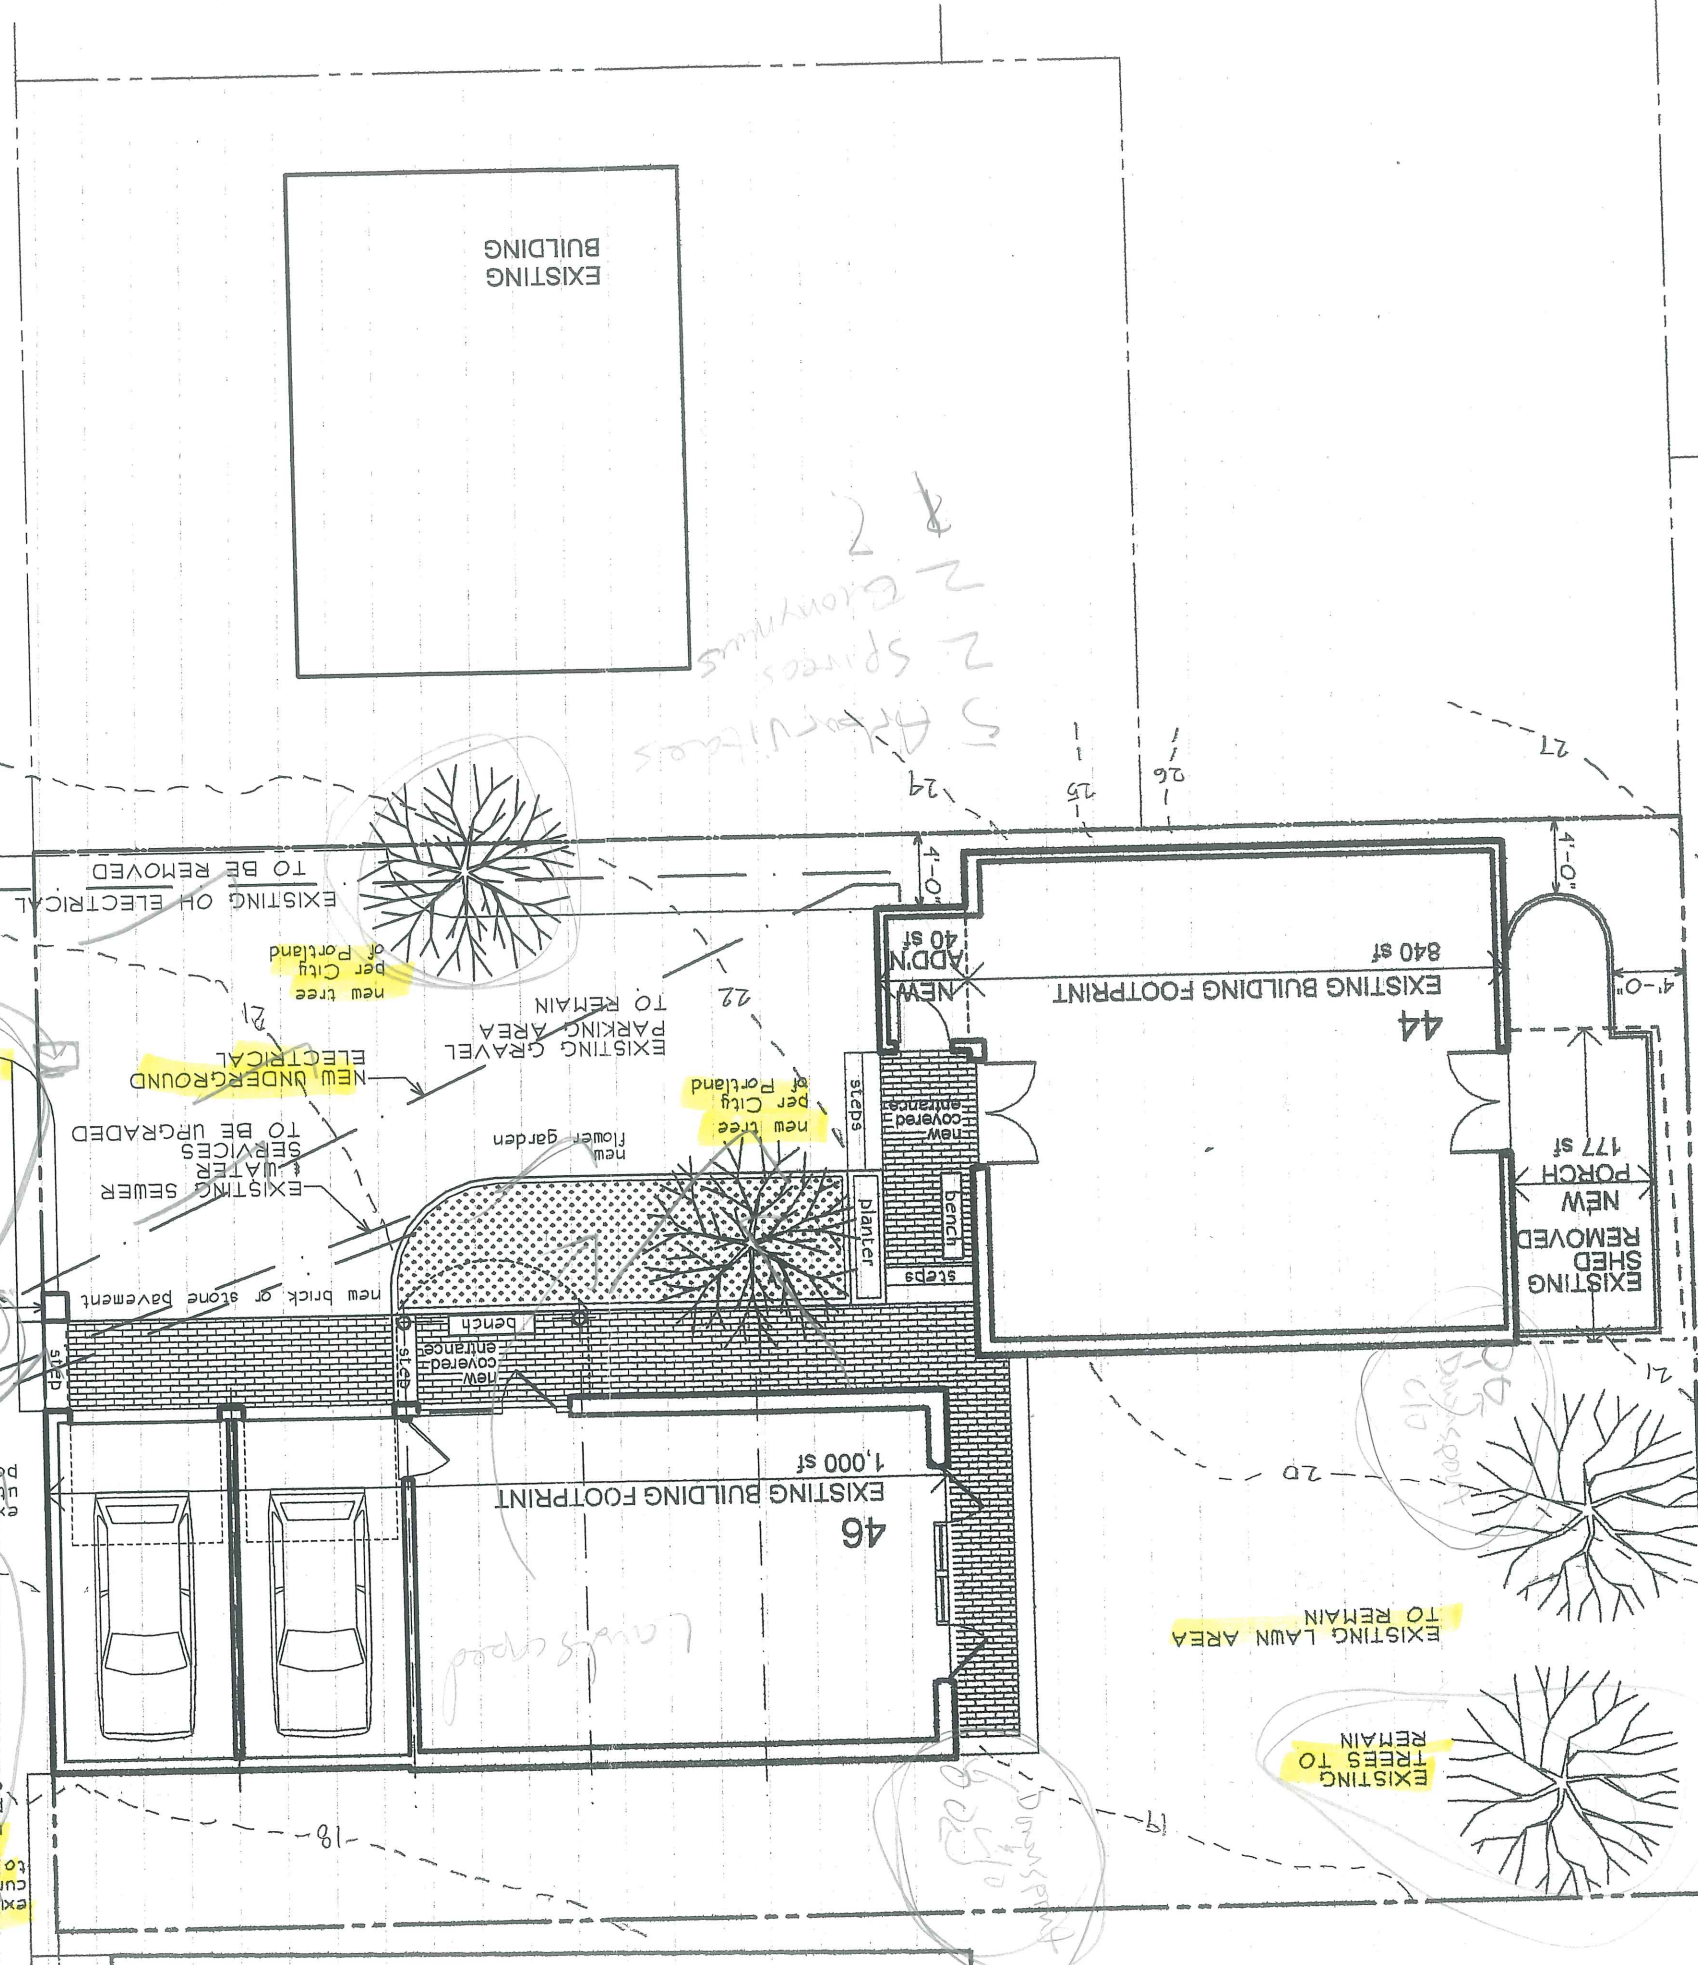 exi
cur
to
18
19
Downspout
EXISTING
TREES TO
REMAIN
EXISTING LAWN AREA
TO REMAIN
Landscaped
46
EXISTING BUILDING FOOTPRINT
1,000 sf
20
Downspout
21
step
new brick or stone pavement
step
new
covered
entrance
bench
steps
planter
bench
EXISTING
SHED
REMOVED
NEW
PORCH
177 sf
EXISTING SEWER
& WATER
SERVICES
TO BE UPGRADED
NEW UNDERGROUND
ELECTRICAL
new
flower garden
new tree
per City
of Portland
steps
new
covered
entrance
44
EXISTING BUILDING FOOTPRINT
840 sf
NEW
ADD'N
40 sf
4'-0"
4'-0"
4'-0"
21
22
EXISTING GRAVEL
PARKING AREA
TO REMAIN
new tree
per City
of Portland
EXISTING OH ELECTRICAL
TO BE REMOVED
24
25
26
27
5 Arborvitaes
2 Spireas
2 Euonymus
EXISTING
BUILDING